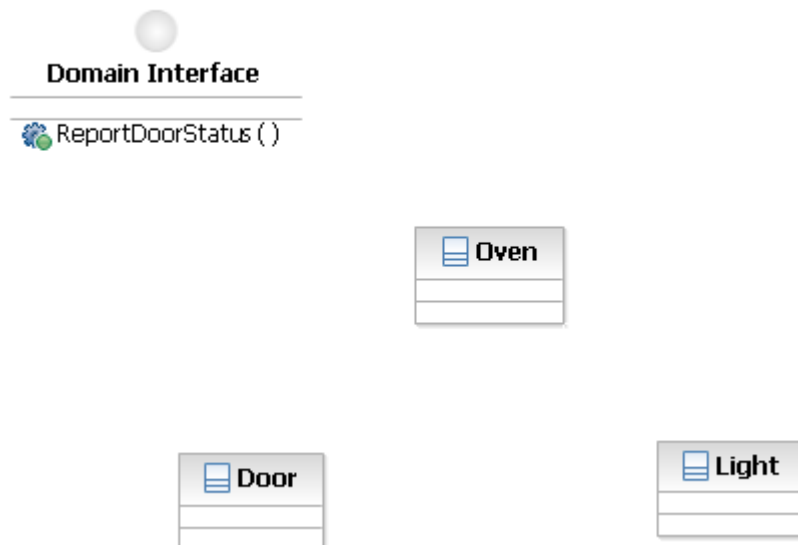 Domain Interface
ReportDoorStatus ( )
Oven
Door
Light